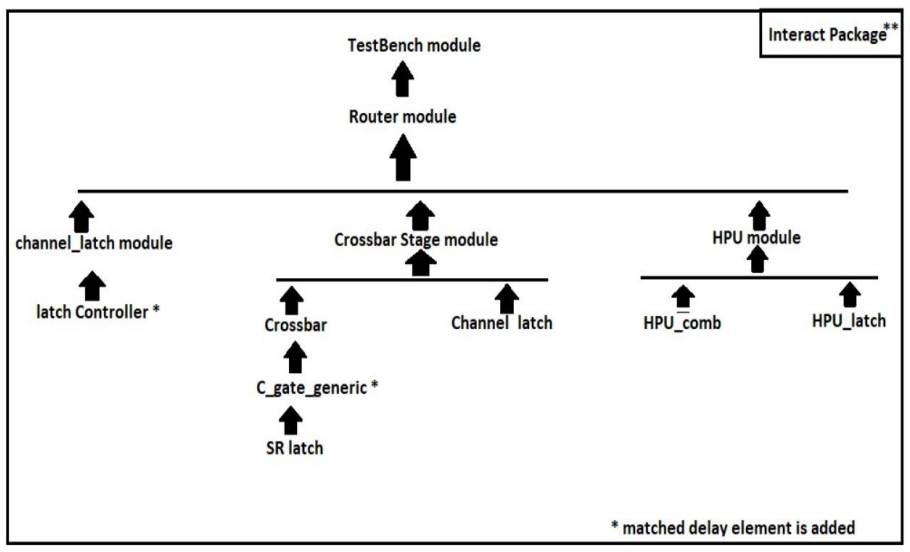 Interact Package**
TestBench module
Router module
channel_latch module
Crossbar Stage module
HPU module
latch Controller *
Crossbar
Channel latch
HPU_comb
HPU_latch
C_gate_generic *
SR latch
* matched delay element is added